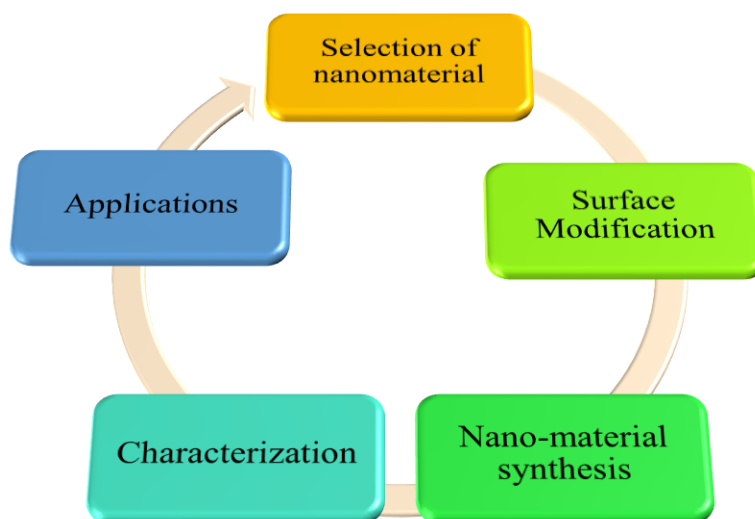 Selection of
nanomaterial
Surface
Modification
Nano-material
synthesis
Characterization
Applications